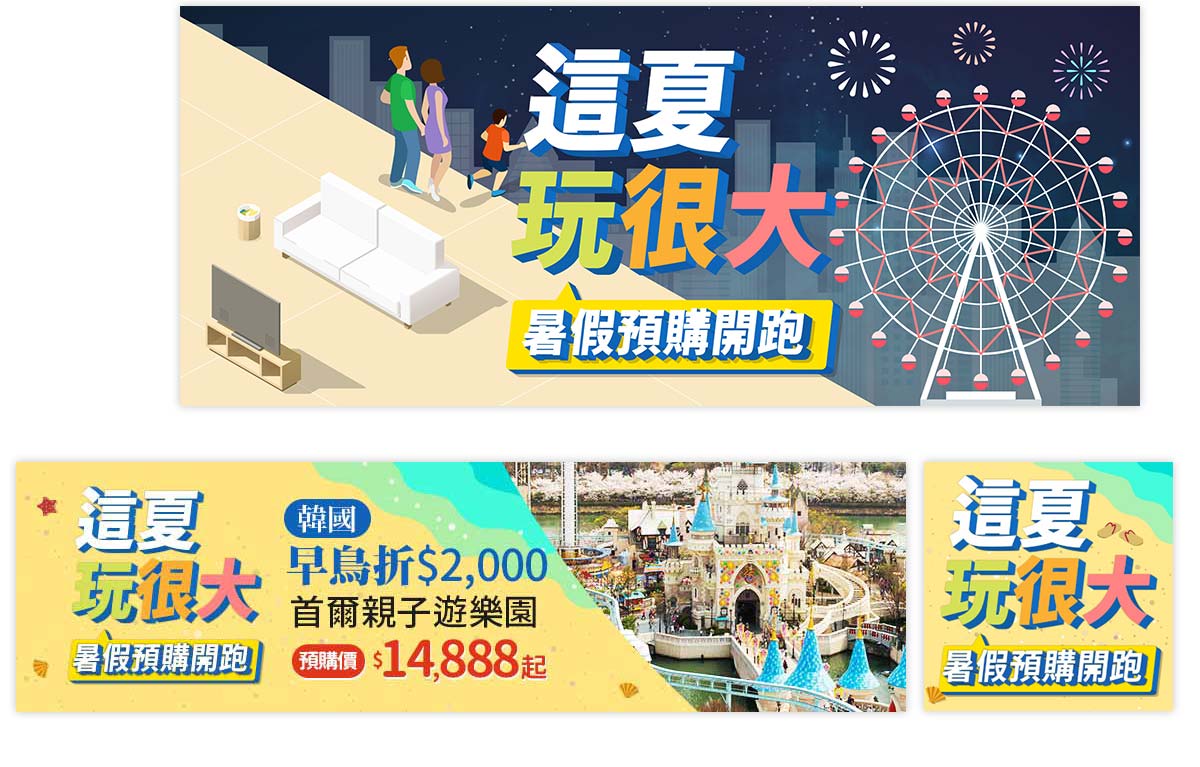 這夏
玩很大
暑假預購開跑
這夏
玩很大
暑假預購開跑
韓國
早鳥折$2,000
首爾親子遊樂園
預購價 $14,888起
這夏
玩很大
暑假預購開跑